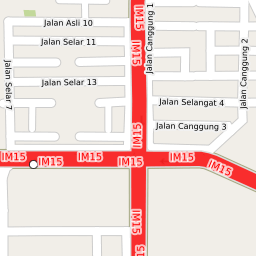 Jalan Asli 10
Jalan Selar 11
Jalan Selar 13
Jalan Selar 7
Jalan Canggung 1
Jalan Canggung 2
Jalan Selangat 4
Jalan Canggung 3
IM15
IM15
IM15
IM15
IM15
IM15
IM15
IM15
IM15
IM15
IM15